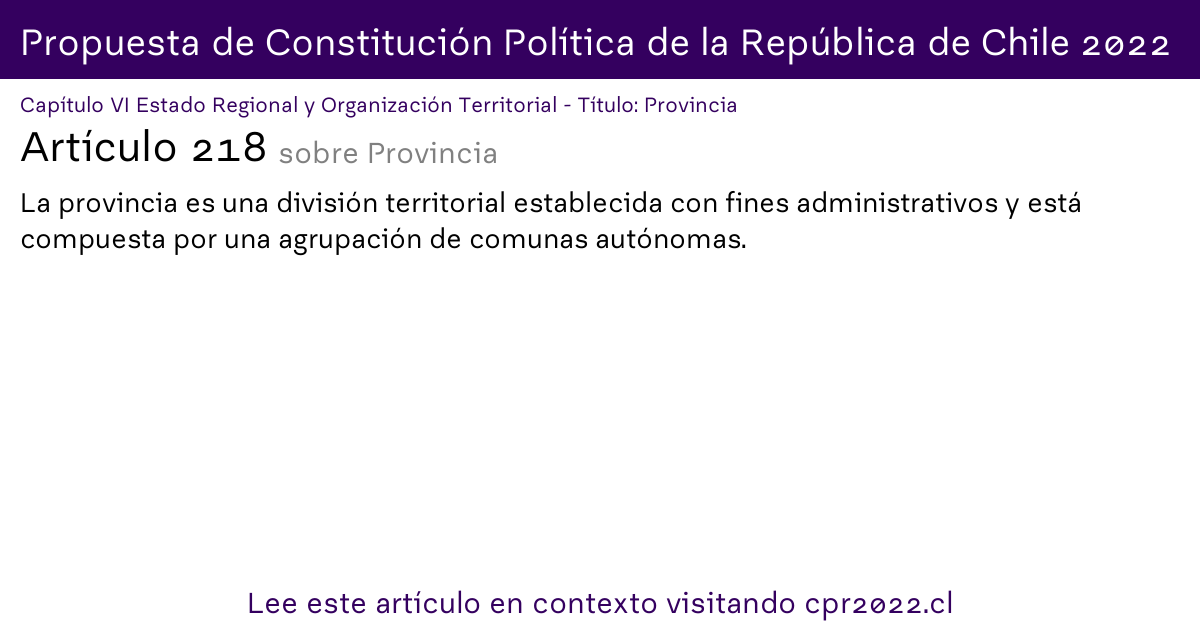 Propuesta de Constitución Política de la República de Chile 2022
Capítulo VI Estado Regional y Organización Territorial - Título: Provincia
Artículo 218 sobre Provincia
La provincia es una división territorial establecida con fines administrativos y está
compuesta por una agrupación de comunas autónomas.
Lee este artículo en contexto visitando cpr2022.cl